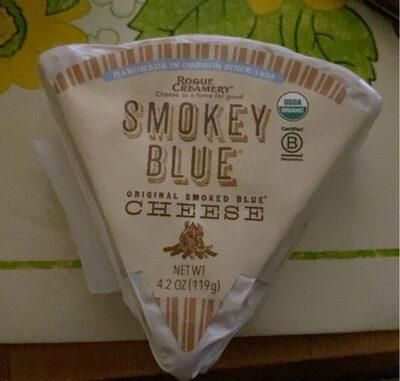 HANDMADE IN OREGON SINCE 1933
ROGUE
CREAMERY®
Cheese as a force for good
USDA
ORGANIC
SMOKEY
BLUE®
Certified
B
Corporation
ORIGINAL SMOKED BLUE®
CHEESE
NET WT
4.2 OZ (119g)